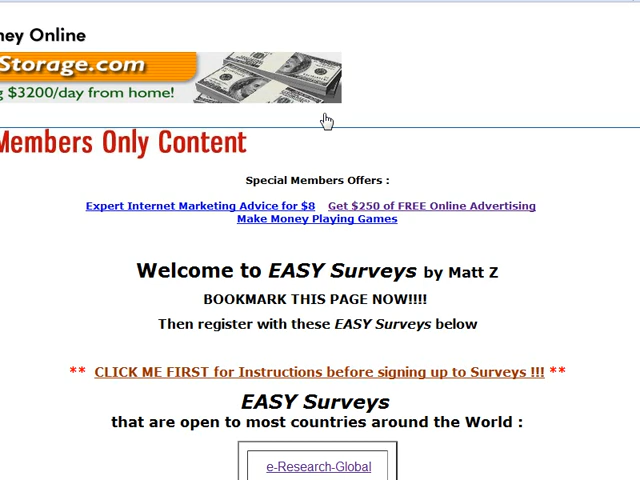 ney Online
Storage.com
g $3200/day from home!
Members Only Content
Special Members Offers :
Expert Internet Marketing Advice for $8 Get $250 of FREE Online Advertising
Make Money Playing Games
Welcome to EASY Surveys by Matt Z
BOOKMARK THIS PAGE NOW!!!!
Then register with these EASY Surveys below
** CLICK ME FIRST for Instructions before signing up to Surveys !!! **
EASY Surveys
that are open to most countries around the World :
e-Research-Global